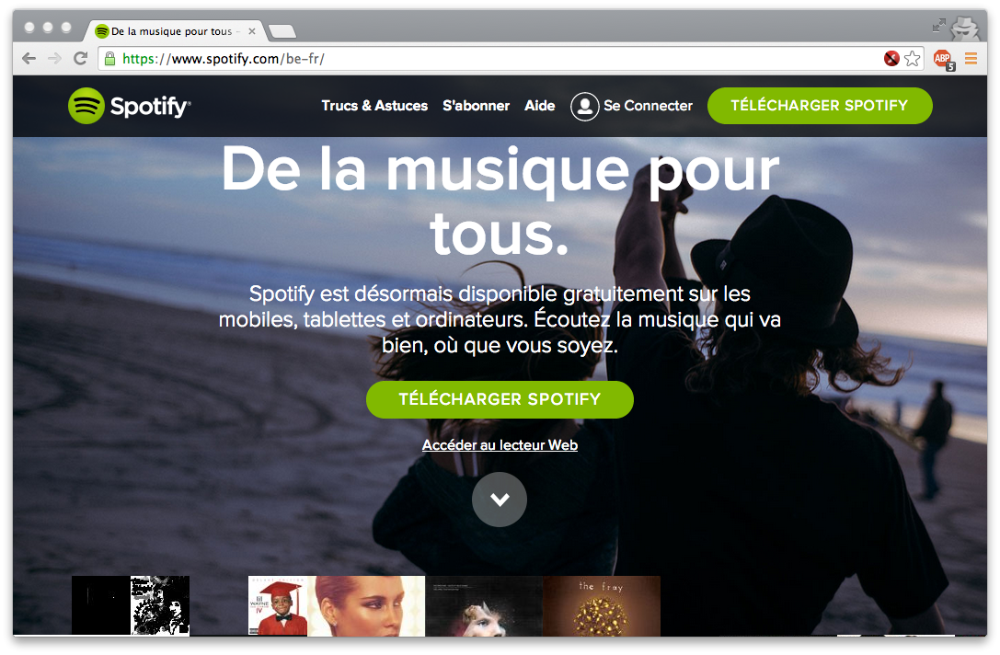 De la musique pour tous -
https://www.spotify.com/be-fr/
ABP
5
Spotify
Trucs & Astuces
S'abonner
Aide
Se Connecter
TÉLÉCHARGER SPOTIFY
De la musique pour
tous.
Spotify est désormais disponible gratuitement sur les
mobiles, tablettes et ordinateurs. Écoutez la musique qui va
bien, où que vous soyez.
TÉLÉCHARGER SPOTIFY
Accéder au lecteur Web
WAYNE
IV
the fray